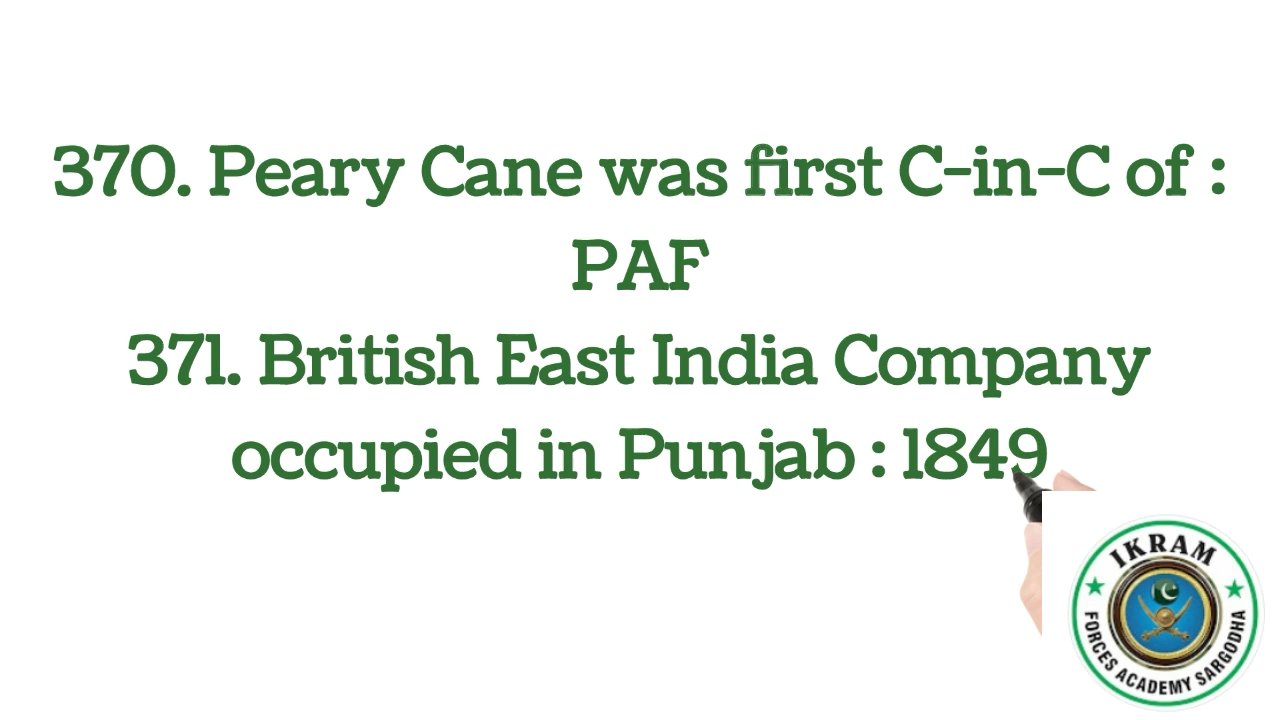 370. Peary Cane was first C-in-C of :
PAF
371. British East India Company
occupied in Punjab : 1849
IKRAM
FORCES ACADEMY SARGODHA